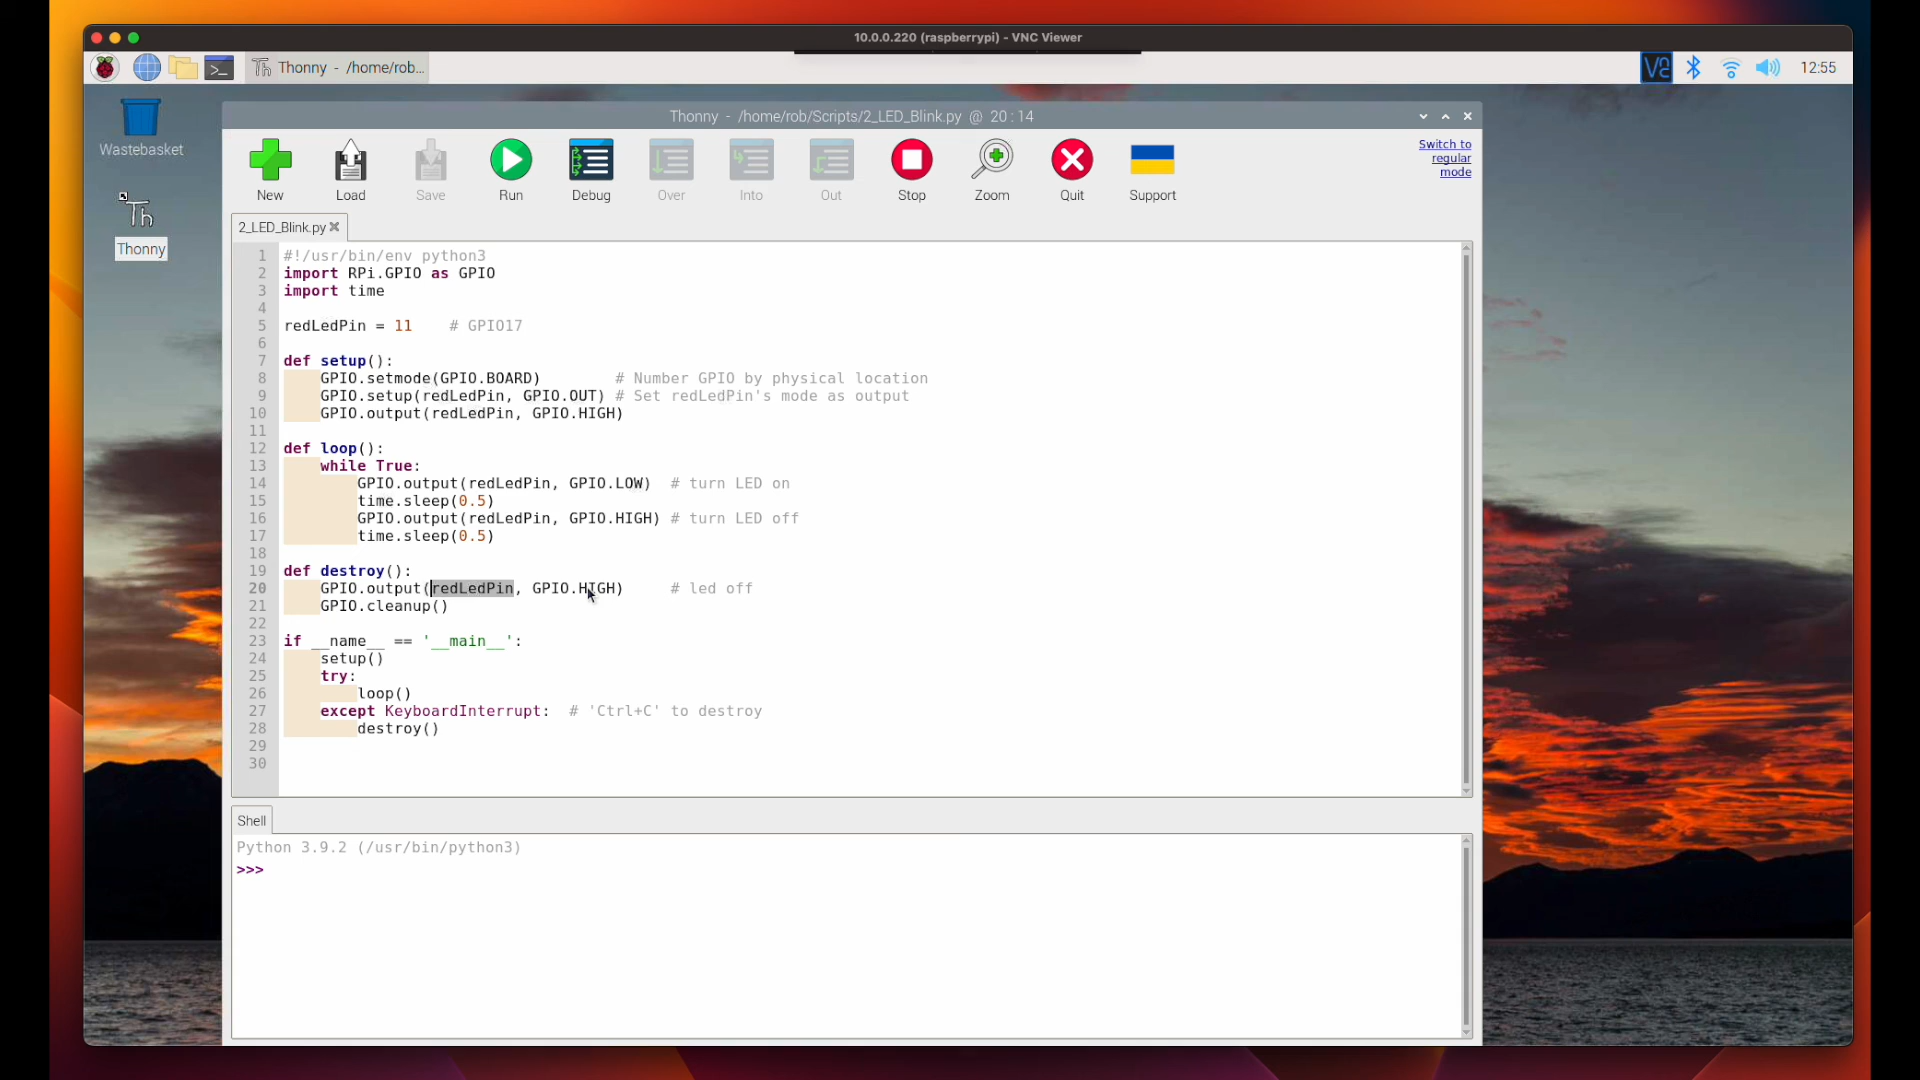 10.0.0.220 (raspberrypi) - VNC Viewer
Thonny - /home/rob...
12:55
Wastebasket
Thonny
Thonny - /home/rob/Scripts/2_LED_Blink.py @ 20:14
New Load Save Run Debug Over Into Out Stop Zoom Quit Support
Switch to
regular
mode
2_LED_Blink.py
1 #!/usr/bin/env python3
2 import RPi.GPIO as GPIO
3 import time
4
5 redLedPin = 11    # GPIO17
6
7 def setup():
8     GPIO.setmode(GPIO.BOARD)        # Number GPIO by physical location
9     GPIO.setup(redLedPin, GPIO.OUT) # Set redLedPin's mode as output
10     GPIO.output(redLedPin, GPIO.HIGH)
11
12 def loop():
13     while True:
14         GPIO.output(redLedPin, GPIO.LOW)  # turn LED on
15         time.sleep(0.5)
16         GPIO.output(redLedPin, GPIO.HIGH) # turn LED off
17         time.sleep(0.5)
18
19 def destroy():
20     GPIO.output(redLedPin, GPIO.HIGH)     # led off
21     GPIO.cleanup()
22
23 if __name__ == '__main__':
24     setup()
25     try:
26         loop()
27     except KeyboardInterrupt:  # 'Ctrl+C' to destroy
28         destroy()
29
30
Shell
Python 3.9.2 (/usr/bin/python3)
>>>